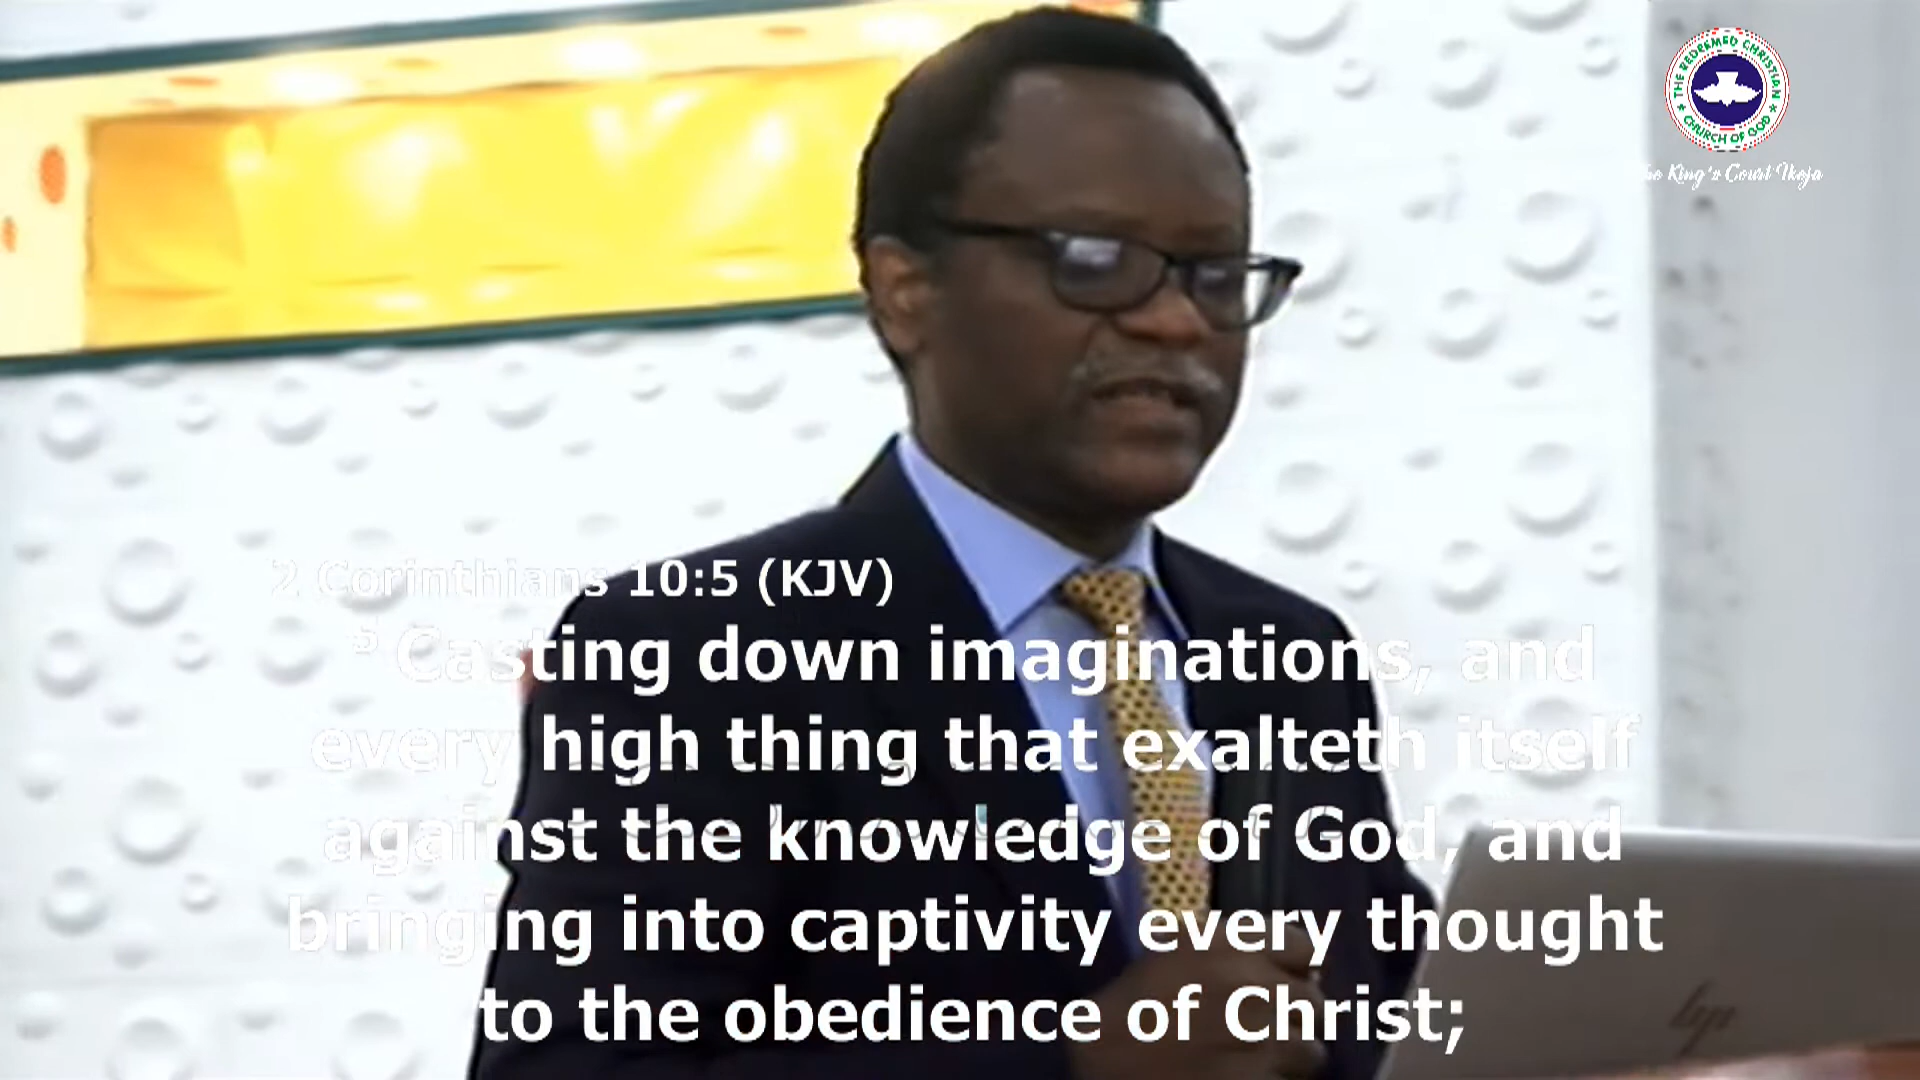 THE REDEEMED CHRISTIAN
CHURCH OF GOD
King's Court Ikeja
2 Corinthians 10:5 (KJV)
5 Casting down imaginations, and
every high thing that exalteth itself
against the knowledge of God, and
bringing into captivity every thought
to the obedience of Christ;
hp